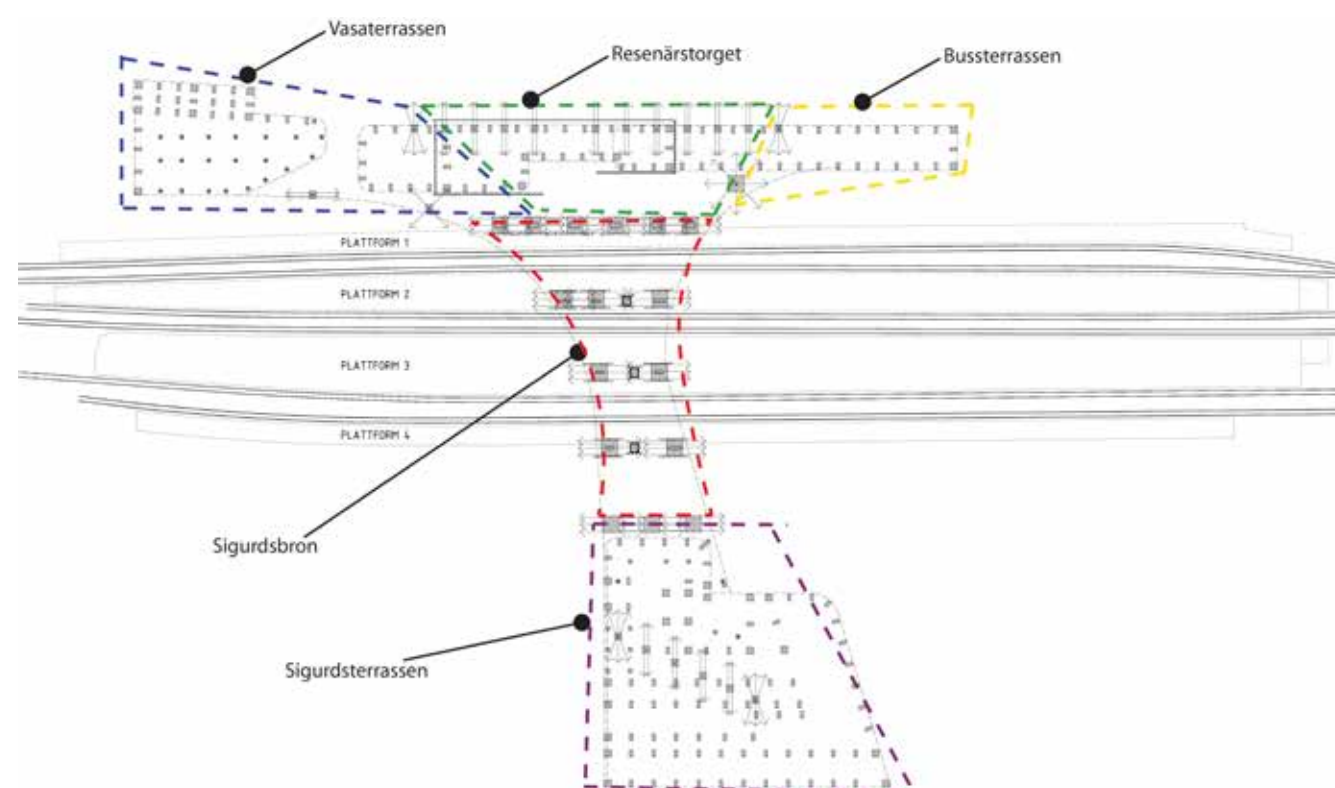 Vasaterrassen
Resenärstorget
Bussterrassen
PLATTFORM 1
PLATTFORM 2
PLATTFORM 3
PLATTFORM 4
Sigurdsbron
Sigurdsterrassen